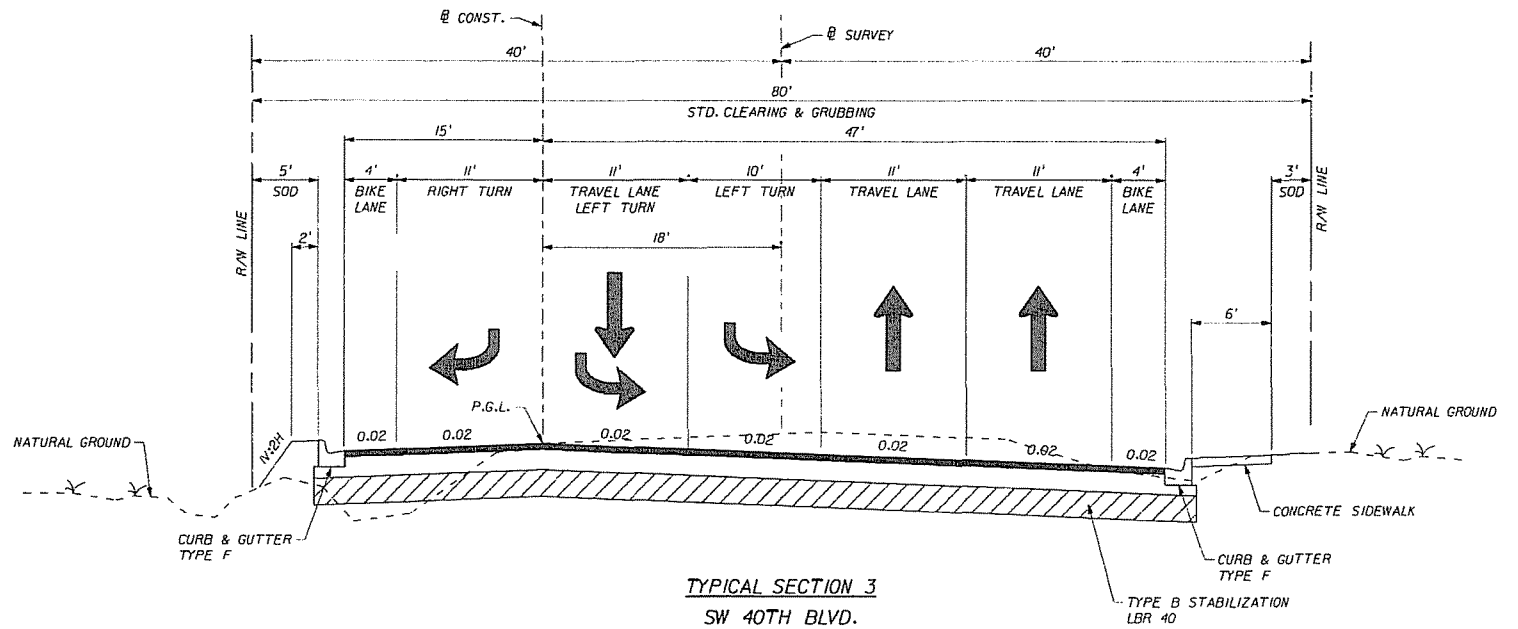 ℄ CONST.
℄ SURVEY
40'
40'
80'
STD. CLEARING & GRUBBING
15'
47'
5'
SOD
4'
BIKE
LANE
11'
RIGHT TURN
11'
TRAVEL LANE
LEFT TURN
10'
LEFT TURN
11'
TRAVEL LANE
11'
TRAVEL LANE
4'
BIKE
LANE
3'
SOD
R/W LINE
R/W LINE
2'
18'
6'
P.G.L.
NATURAL GROUND
NATURAL GROUND
1V:2H
0.02
0.02
0.02
0.02
0.02
0.02
0.02
CURB & GUTTER
TYPE F
CONCRETE SIDEWALK
CURB & GUTTER
TYPE F
TYPE B STABILIZATION
LBR 40
TYPICAL SECTION 3
SW 40TH BLVD.